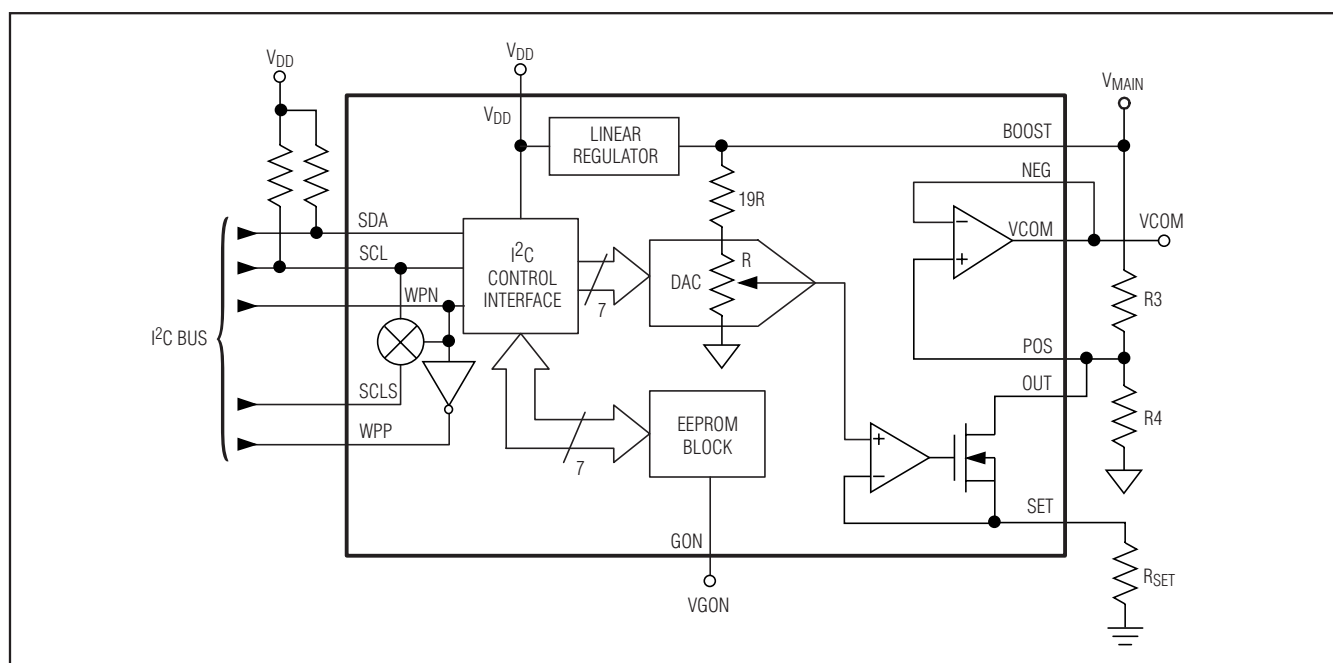 VDD
VDD
VMAIN
VDD
LINEAR
REGULATOR
BOOST
NEG
19R
SDA
VCOM
VCOM
SCL
I2C
CONTROL
INTERFACE
R
DAC
7
WPN
R3
I2C BUS
POS
OUT
SCLS
EEPROM
BLOCK
R4
WPP
7
SET
GON
RSET
VGON